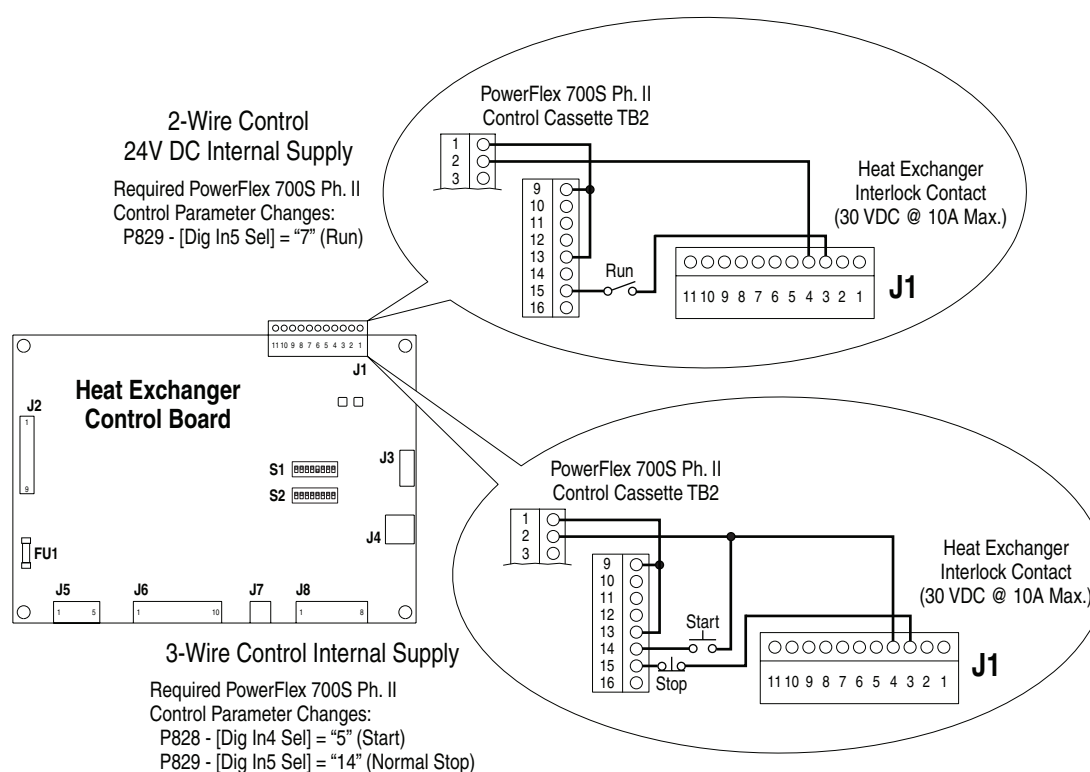 2-Wire Control
24V DC Internal Supply
Required PowerFlex 700S Ph. II
Control Parameter Changes:
P829 - [Dig In5 Sel] = “7” (Run)
PowerFlex 700S Ph. II
Control Cassette TB2
1
2
3
9
10
11
12
13
14
15
16
Run
Heat Exchanger
Interlock Contact
(30 VDC @ 10A Max.)
11 10 9 8 7 6 5 4 3 2 1
J1
11 10 9 8 7 6 5 4 3 2 1
J1
Heat Exchanger
Control Board
J2
1
9
S1
S2
J3
J4
FU1
J5
1 5
J6
1 10
J7
J8
1 8
PowerFlex 700S Ph. II
Control Cassette TB2
1
2
3
9
10
11
12
13
14
15
16
Start
Stop
Heat Exchanger
Interlock Contact
(30 VDC @ 10A Max.)
11 10 9 8 7 6 5 4 3 2 1
J1
3-Wire Control Internal Supply
Required PowerFlex 700S Ph. II
Control Parameter Changes:
P828 - [Dig In4 Sel] = “5” (Start)
P829 - [Dig In5 Sel] = “14” (Normal Stop)